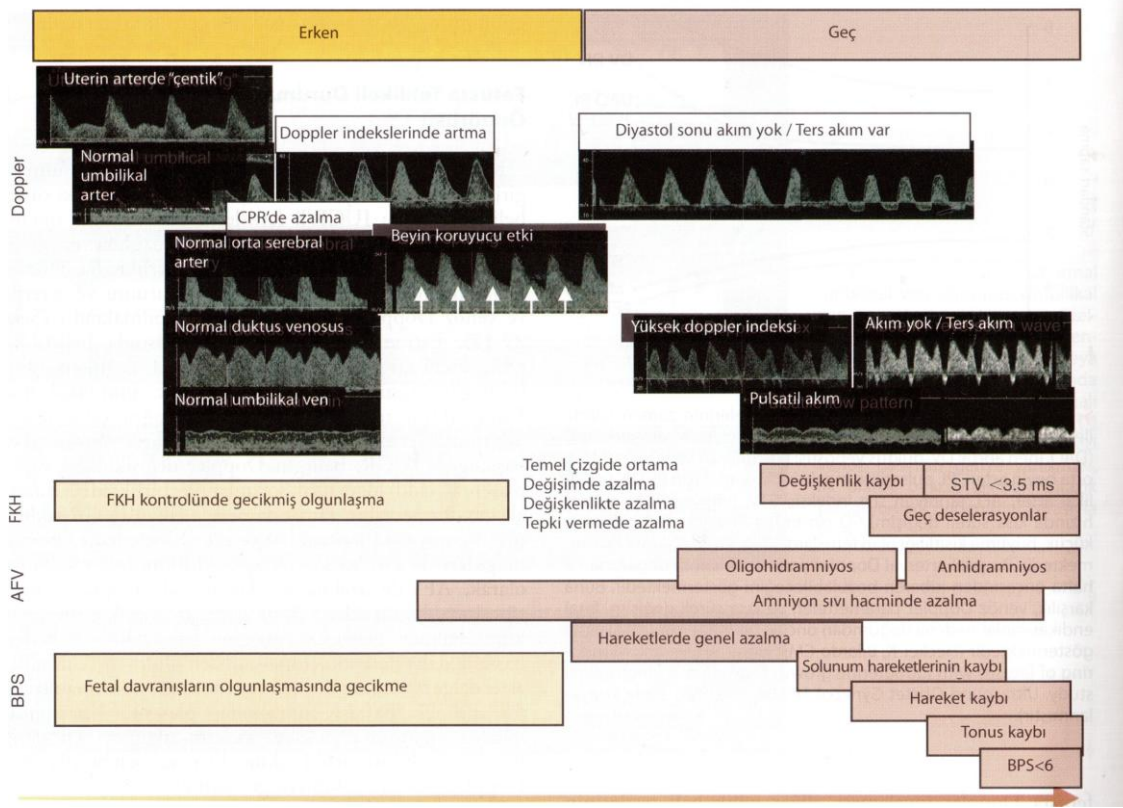 Erken
Geç
Doppler
Uterin arterde "çentik"
Normal umbilical
umbilikal
arter
Doppler indekslerinde artma
Diyastol sonu akım yok / Ters akım var
CPR'de azalma
Normal orta serebral
artery
Beyin koruyucu etki
Normal duktus venosus
Normal umbilikal ven
Yüksek doppler indeksi
Akım yok / Ters akım
Pulsatil akım
FKH
FKH kontrolünde gecikmiş olgunlaşma
Temel çizgide ortama
Değişimde azalma
Değişkenlikte azalma
Tepki vermede azalma
Değişkenlik kaybı
STV <3.5 ms
Geç deselerasyonlar
AFV
Oligohidramniyos
Anhidramniyos
Amniyon sıvı hacminde azalma
BPS
Fetal davranışların olgunlaşmasında gecikme
Hareketlerde genel azalma
Solunum hareketlerinin kaybı
Hareket kaybı
Tonus kaybı
BPS<6